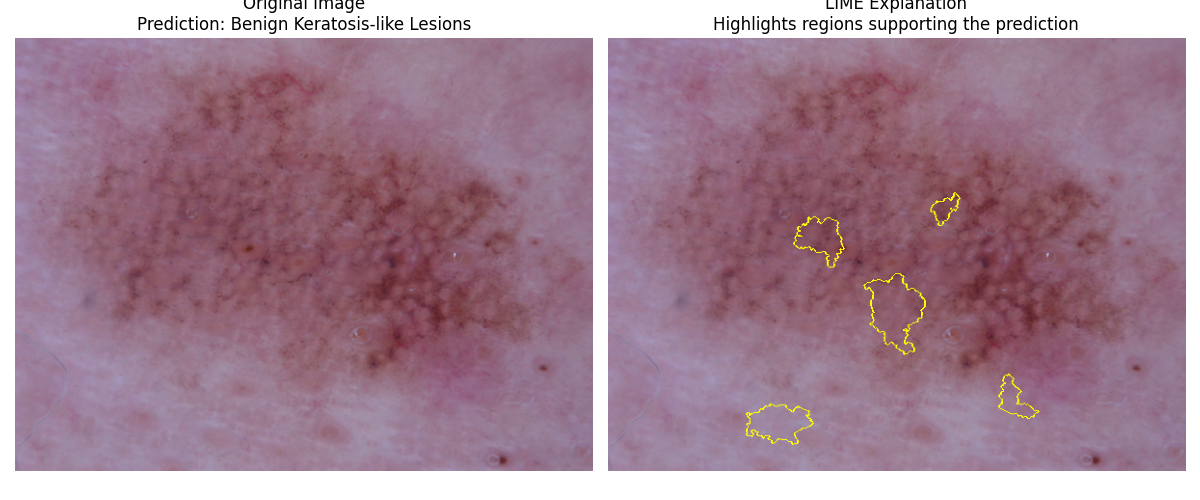 Original Image
Prediction: Benign Keratosis-like Lesions
LIME Explanation
Highlights regions supporting the prediction